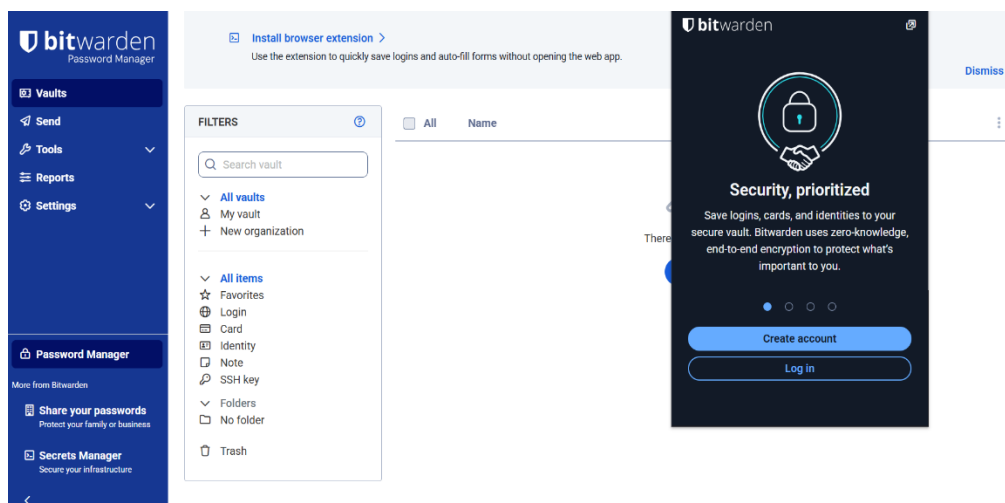 bitwarden
Password Manager
Vaults
Send
Tools
Reports
Settings
Password Manager
More from Bitwarden
Share your passwords
Protect your family or business
Secrets Manager
Secure your infrastructure
Install browser extension >
Use the extension to quickly save logins and auto-fill forms without opening the web app.
Dismiss
FILTERS
Search vault
All vaults
My vault
New organization
All items
Favorites
Login
Card
Identity
Note
SSH key
Folders
No folder
Trash
All Name
There
bitwarden
Security, prioritized
Save logins, cards, and identities to your
secure vault. Bitwarden uses zero-knowledge,
end-to-end encryption to protect what's
important to you.
Create account
Log in